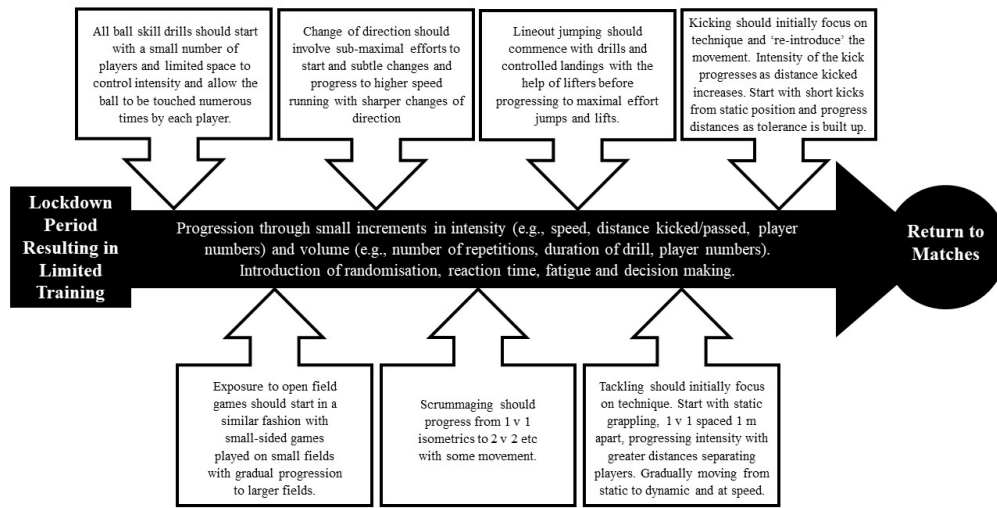 All ball skill drills should start
with a small number of
players and limited space to
control intensity and allow the
ball to be touched numerous
times by each player.
Change of direction should
involve sub-maximal efforts to
start and subtle changes and
progress to higher speed
running with sharper changes of
direction
Lineout jumping should
commence with drills and
controlled landings with the
help of lifters before
progressing to maximal effort
jumps and lifts.
Kicking should initially focus on
technique and ‘re-introduce’ the
movement. Intensity of the kick
progresses as distance kicked
increases. Start with short kicks
from static position and progress
distances as tolerance is built up.
Lockdown
Period
Resulting in
Limited
Training
Progression through small increments in intensity (e.g., speed, distance kicked/passed, player
numbers) and volume (e.g., number of repetitions, duration of drill, player numbers).
Introduction of randomisation, reaction time, fatigue and decision making.
Return to
Matches
Exposure to open field
games should start in a
similar fashion with
small-sided games
played on small fields
with gradual progression
to larger fields.
Scrummaging should
progress from 1 v 1
isometrics to 2 v 2 etc
with some movement.
Tackling should initially focus
on technique. Start with static
grappling, 1 v 1 spaced 1 m
apart, progressing intensity with
greater distances separating
players. Gradually moving from
static to dynamic and at speed.